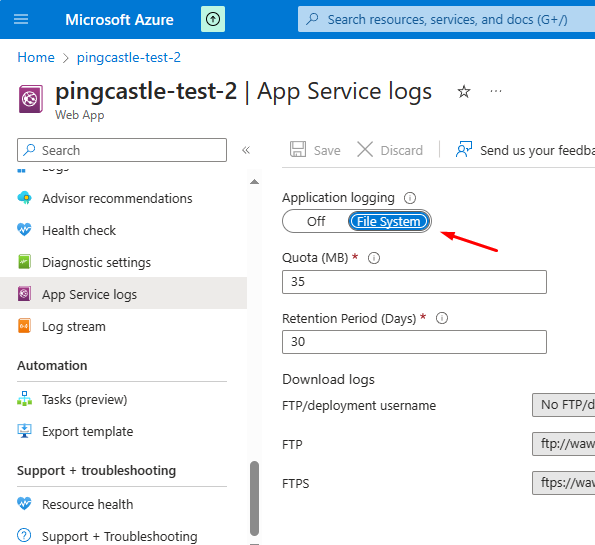 Microsoft Azure
Search resources, services, and docs (G+/)
Home > pingcastle-test-2
pingcastle-test-2 | App Service logs
Web App
Search
Save
Discard
Send us your feedba
Logs
Advisor recommendations
Health check
Diagnostic settings
App Service logs
Log stream
Automation
Tasks (preview)
Export template
Support + troubleshooting
Resource health
Support + Troubleshooting
Application logging
Off
File System
Quota (MB) *
35
Retention Period (Days) *
30
Download logs
FTP/deployment username
No FTP/d
FTP
ftp://waw
FTPS
ftps://waw